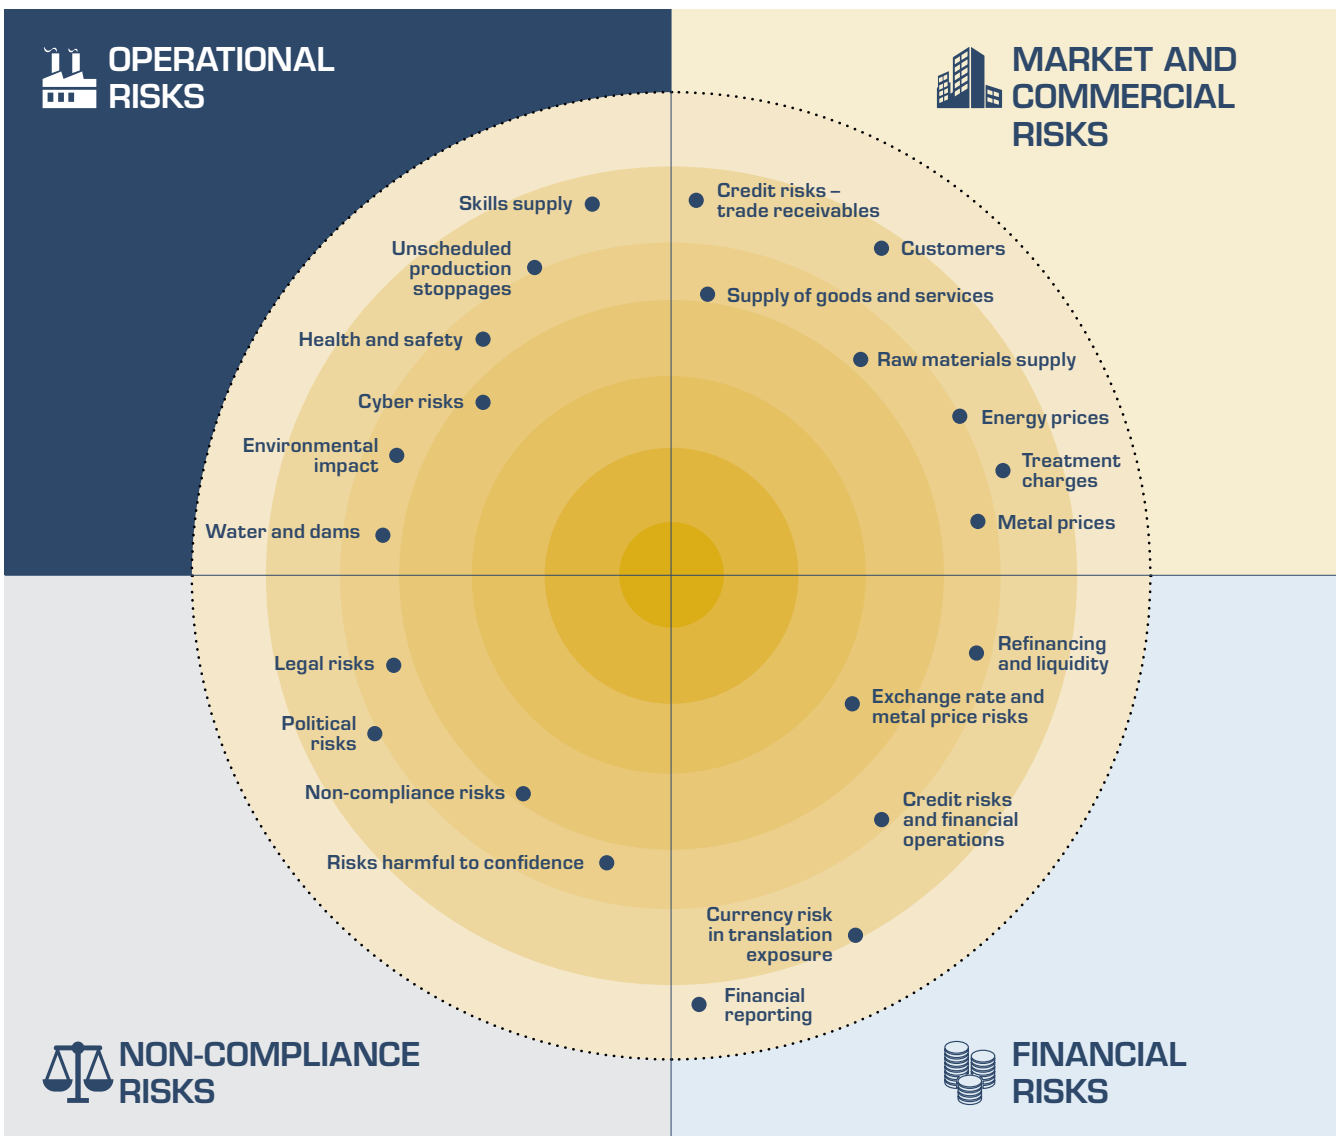 OPERATIONAL
RISKS
MARKET AND
COMMERCIAL
RISKS
Skills supply
Unscheduled
production
stoppages
Health and safety
Cyber risks
Environmental
impact
Water and dams
Credit risks –
trade receivables
Customers
Supply of goods and services
Raw materials supply
Energy prices
Treatment
charges
Metal prices
Legal risks
Political
risks
Non-compliance risks
Risks harmful to confidence
Refinancing
and liquidity
Exchange rate and
metal price risks
Credit risks
and financial
operations
Currency risk
in translation
exposure
Financial
reporting
NON-COMPLIANCE
RISKS
FINANCIAL
RISKS